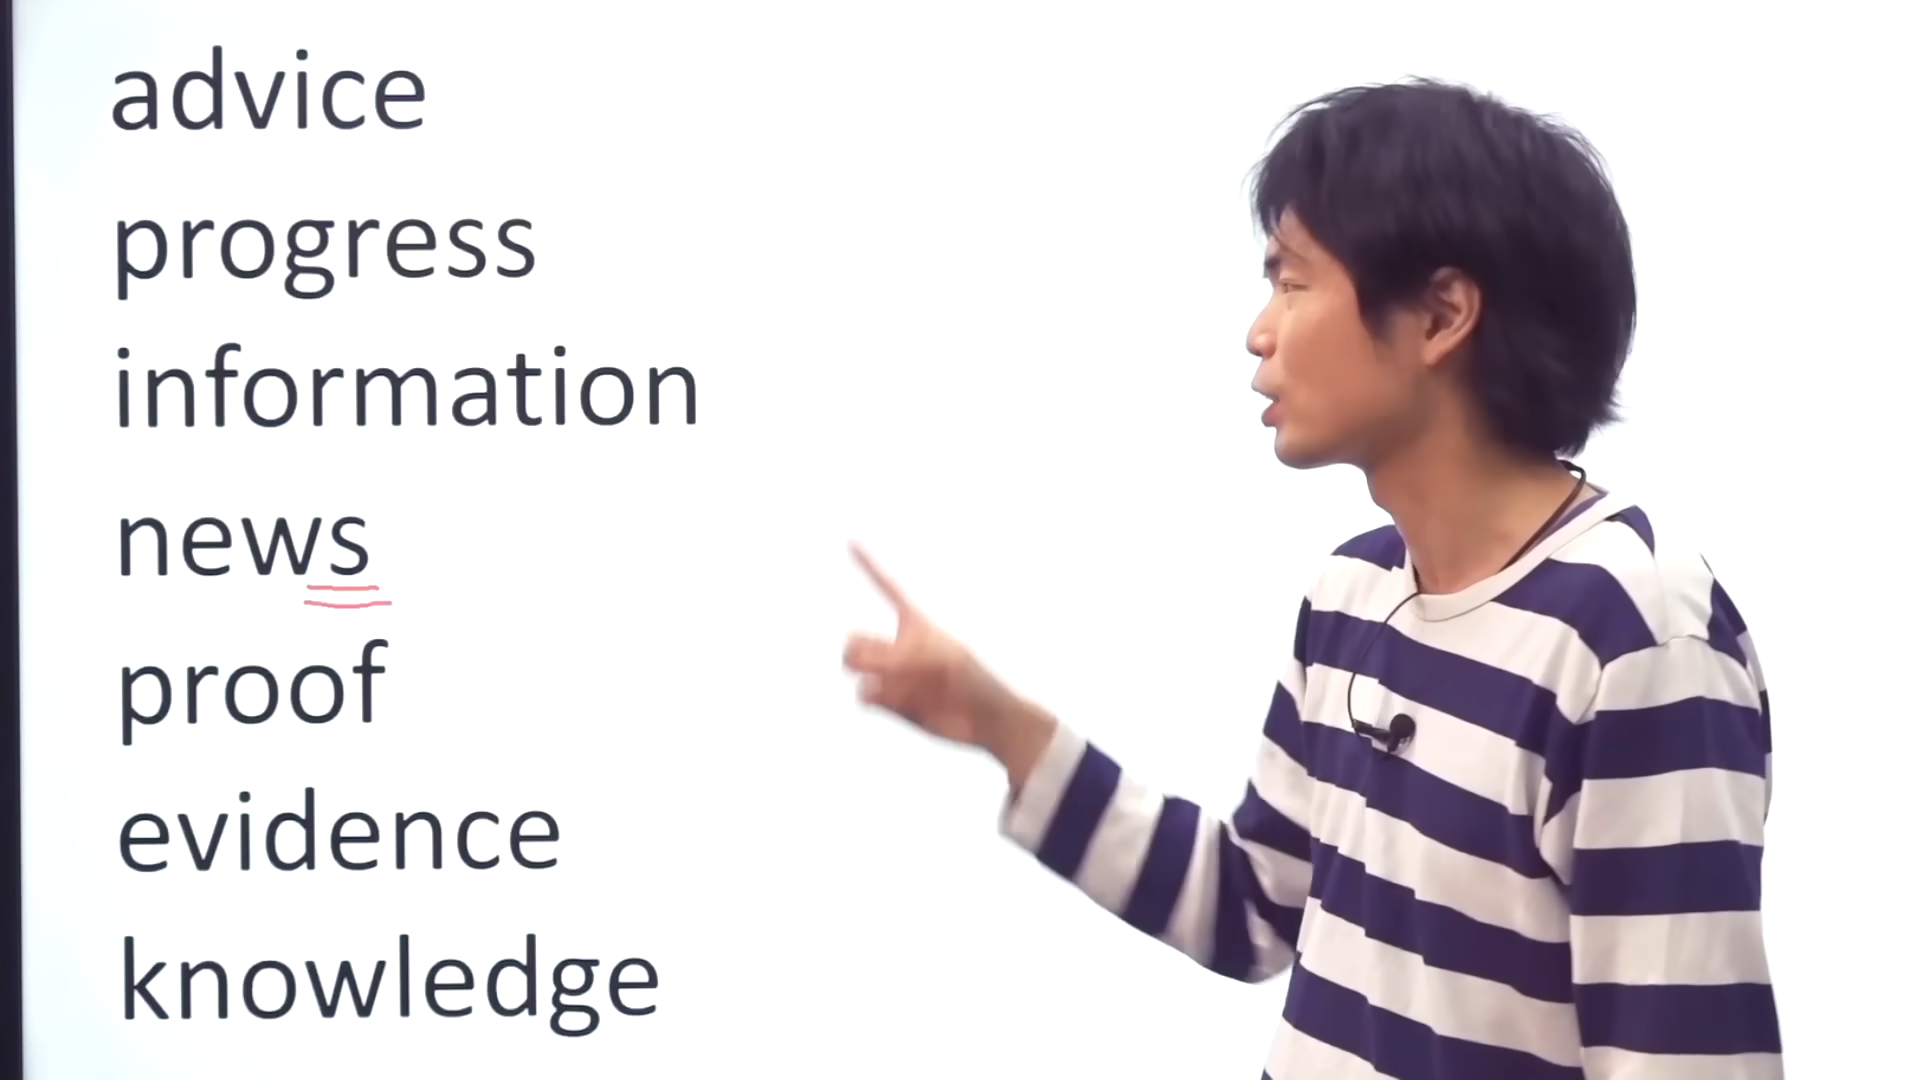 advice
progress
information
news
proof
evidence
knowledge